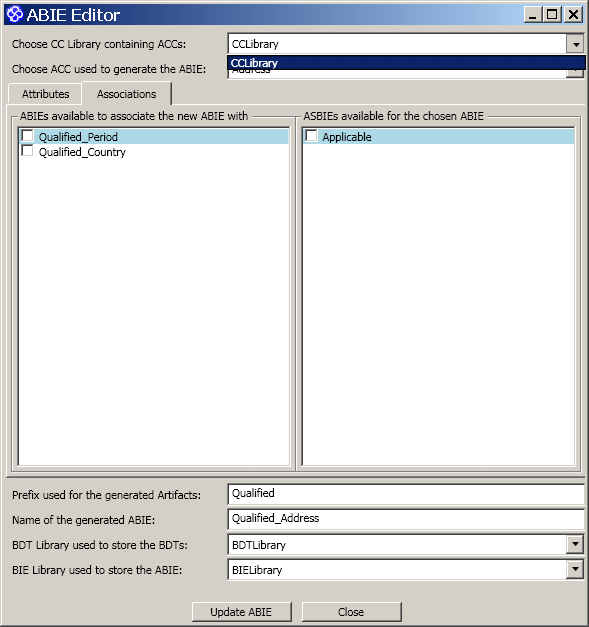 ABIE Editor
Choose CC Library containing ACCs: CCLibrary
CCLibrary
Choose ACC used to generate the ABIE: Address
Attributes Associations
ABIEs available to associate the new ABIE with ASBIEs available for the chosen ABIE
Qualified_Period Applicable
Qualified_Country
Prefix used for the generated Artifacts: Qualified
Name of the generated ABIE: Qualified_Address
BDT Library used to store the BDTs: BDTLibrary
BIE Library used to store the ABIE: BIELibrary
Update ABIE Close